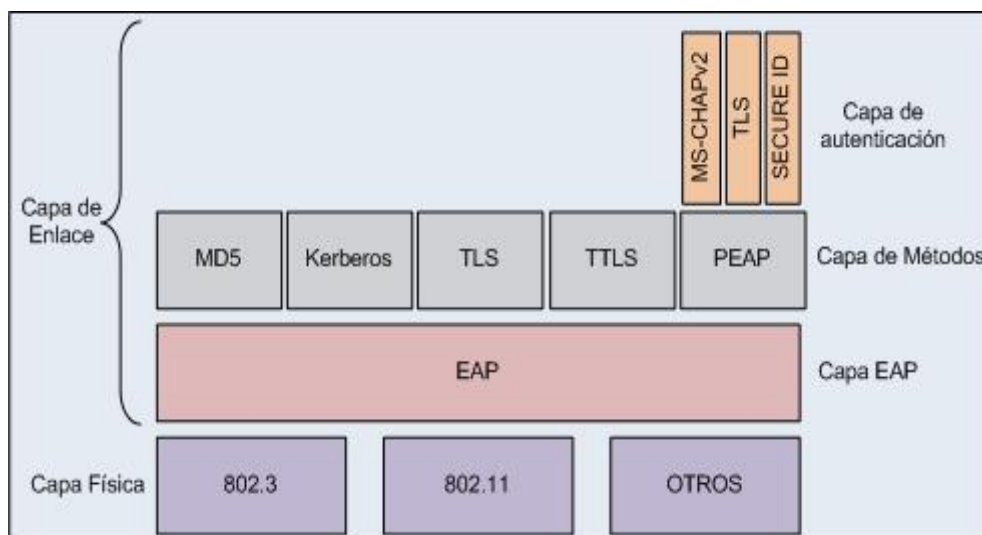 MS-CHAPv2
TLS
SECURE ID
Capa de
autenticación
Capa de
Enlace
MD5
Kerberos
TLS
TTLS
PEAP
Capa de Métodos
EAP
Capa EAP
Capa Física
802.3
802.11
OTROS